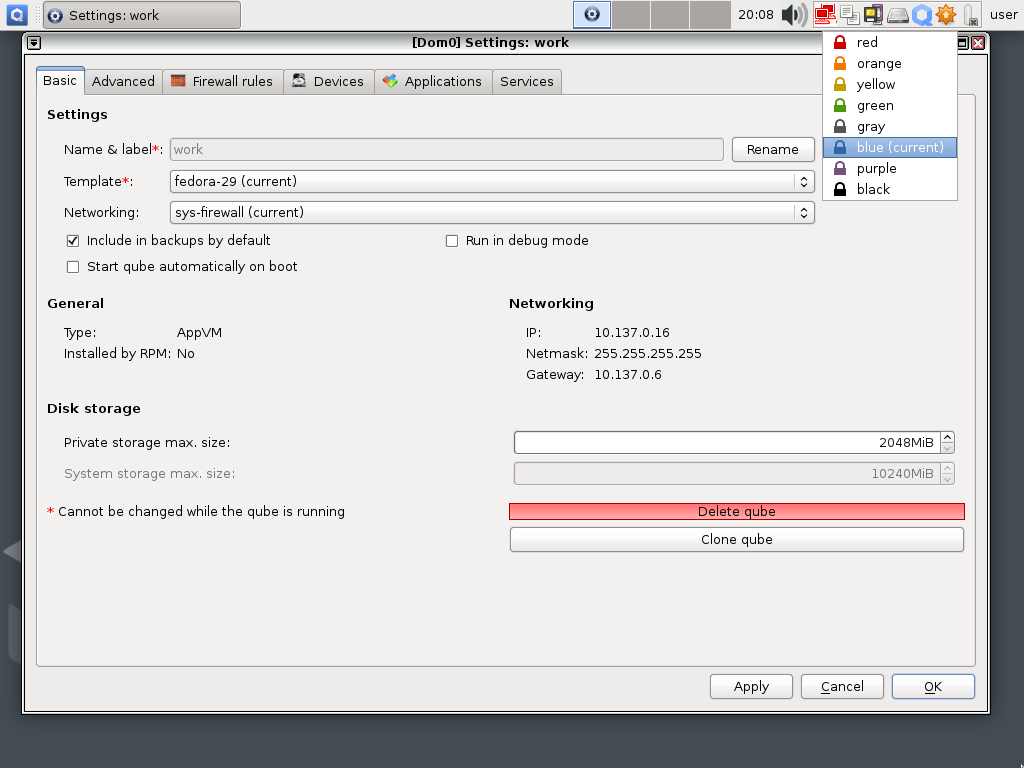 Settings: work
20:08
user
[Dom0] Settings: work
red
orange
yellow
green
gray
blue (current)
purple
black
Basic
Advanced
Firewall rules
Devices
Applications
Services
Settings
Name & label*:
work
Rename
Template*:
fedora-29 (current)
Networking:
sys-firewall (current)
Include in backups by default
Run in debug mode
Start qube automatically on boot
General
Type: AppVM
Installed by RPM: No
Networking
IP: 10.137.0.16
Netmask: 255.255.255.255
Gateway: 10.137.0.6
Disk storage
Private storage max. size:
2048MiB
System storage max. size:
10240MiB
* Cannot be changed while the qube is running
Delete qube
Clone qube
Apply
Cancel
OK